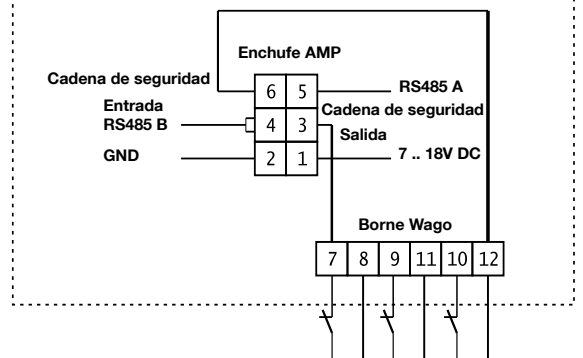 Enchufe AMP
Cadena de seguridad
Entrada
6 5
RS485 A
Cadena de seguridad
Salida
RS485 B
4 3
GND
2 1
7 .. 18V DC
Borne Wago
7 8 9 11 10 12